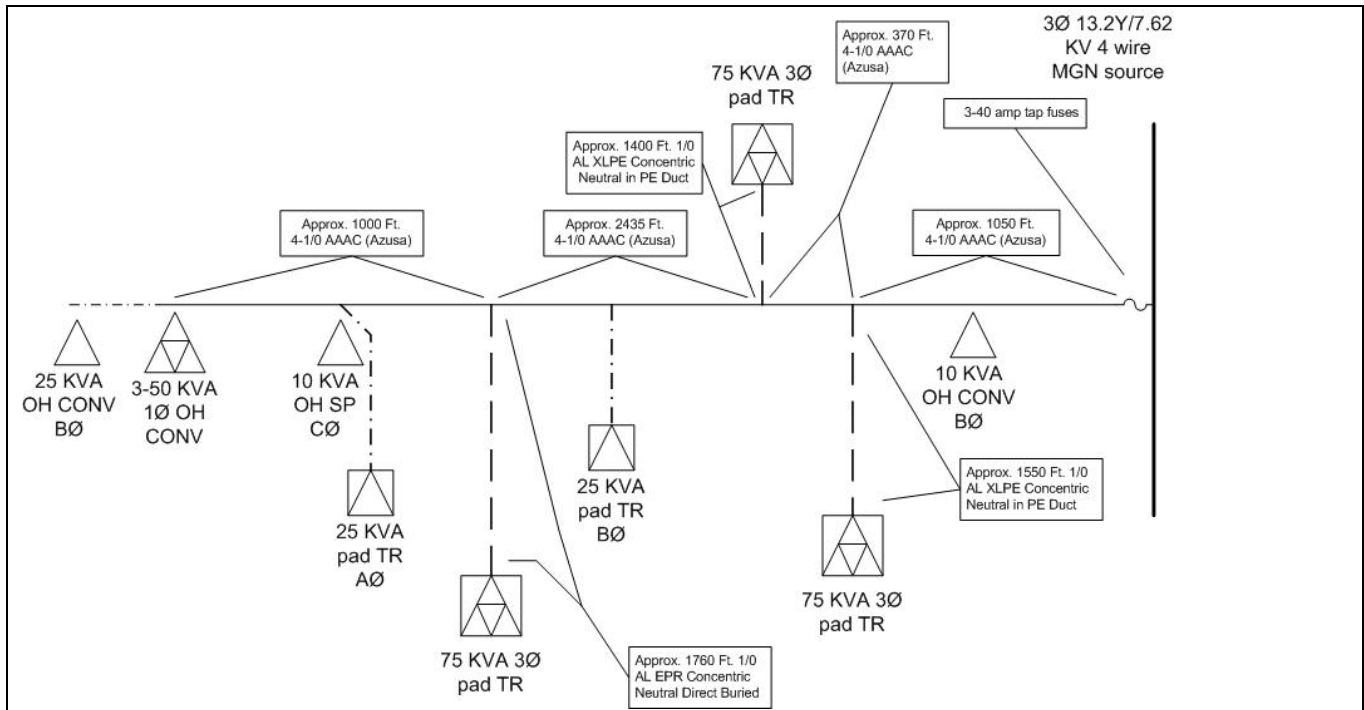 3Ø 13.2Y/7.62
KV 4 wire
MGN source
Approx. 370 Ft.
4-1/0 AAAC
(Azusa)
75 KVA 3Ø
pad TR
3-40 amp tap fuses
Approx. 1400 Ft. 1/0
AL XLPE Concentric
Neutral in PE Duct
Approx. 1000 Ft.
4-1/0 AAAC (Azusa)
Approx. 2435 Ft.
4-1/0 AAAC (Azusa)
Approx. 1050 Ft.
4-1/0 AAAC (Azusa)
25 KVA
OH CONV
BØ
3-50 KVA
1Ø OH
CONV
10 KVA
OH SP
CØ
10 KVA
OH CONV
BØ
25 KVA
pad TR
AØ
25 KVA
pad TR
BØ
Approx. 1550 Ft. 1/0
AL XLPE Concentric
Neutral in PE Duct
75 KVA 3Ø
pad TR
75 KVA 3Ø
pad TR
Approx. 1760 Ft. 1/0
AL EPR Concentric
Neutral Direct Buried